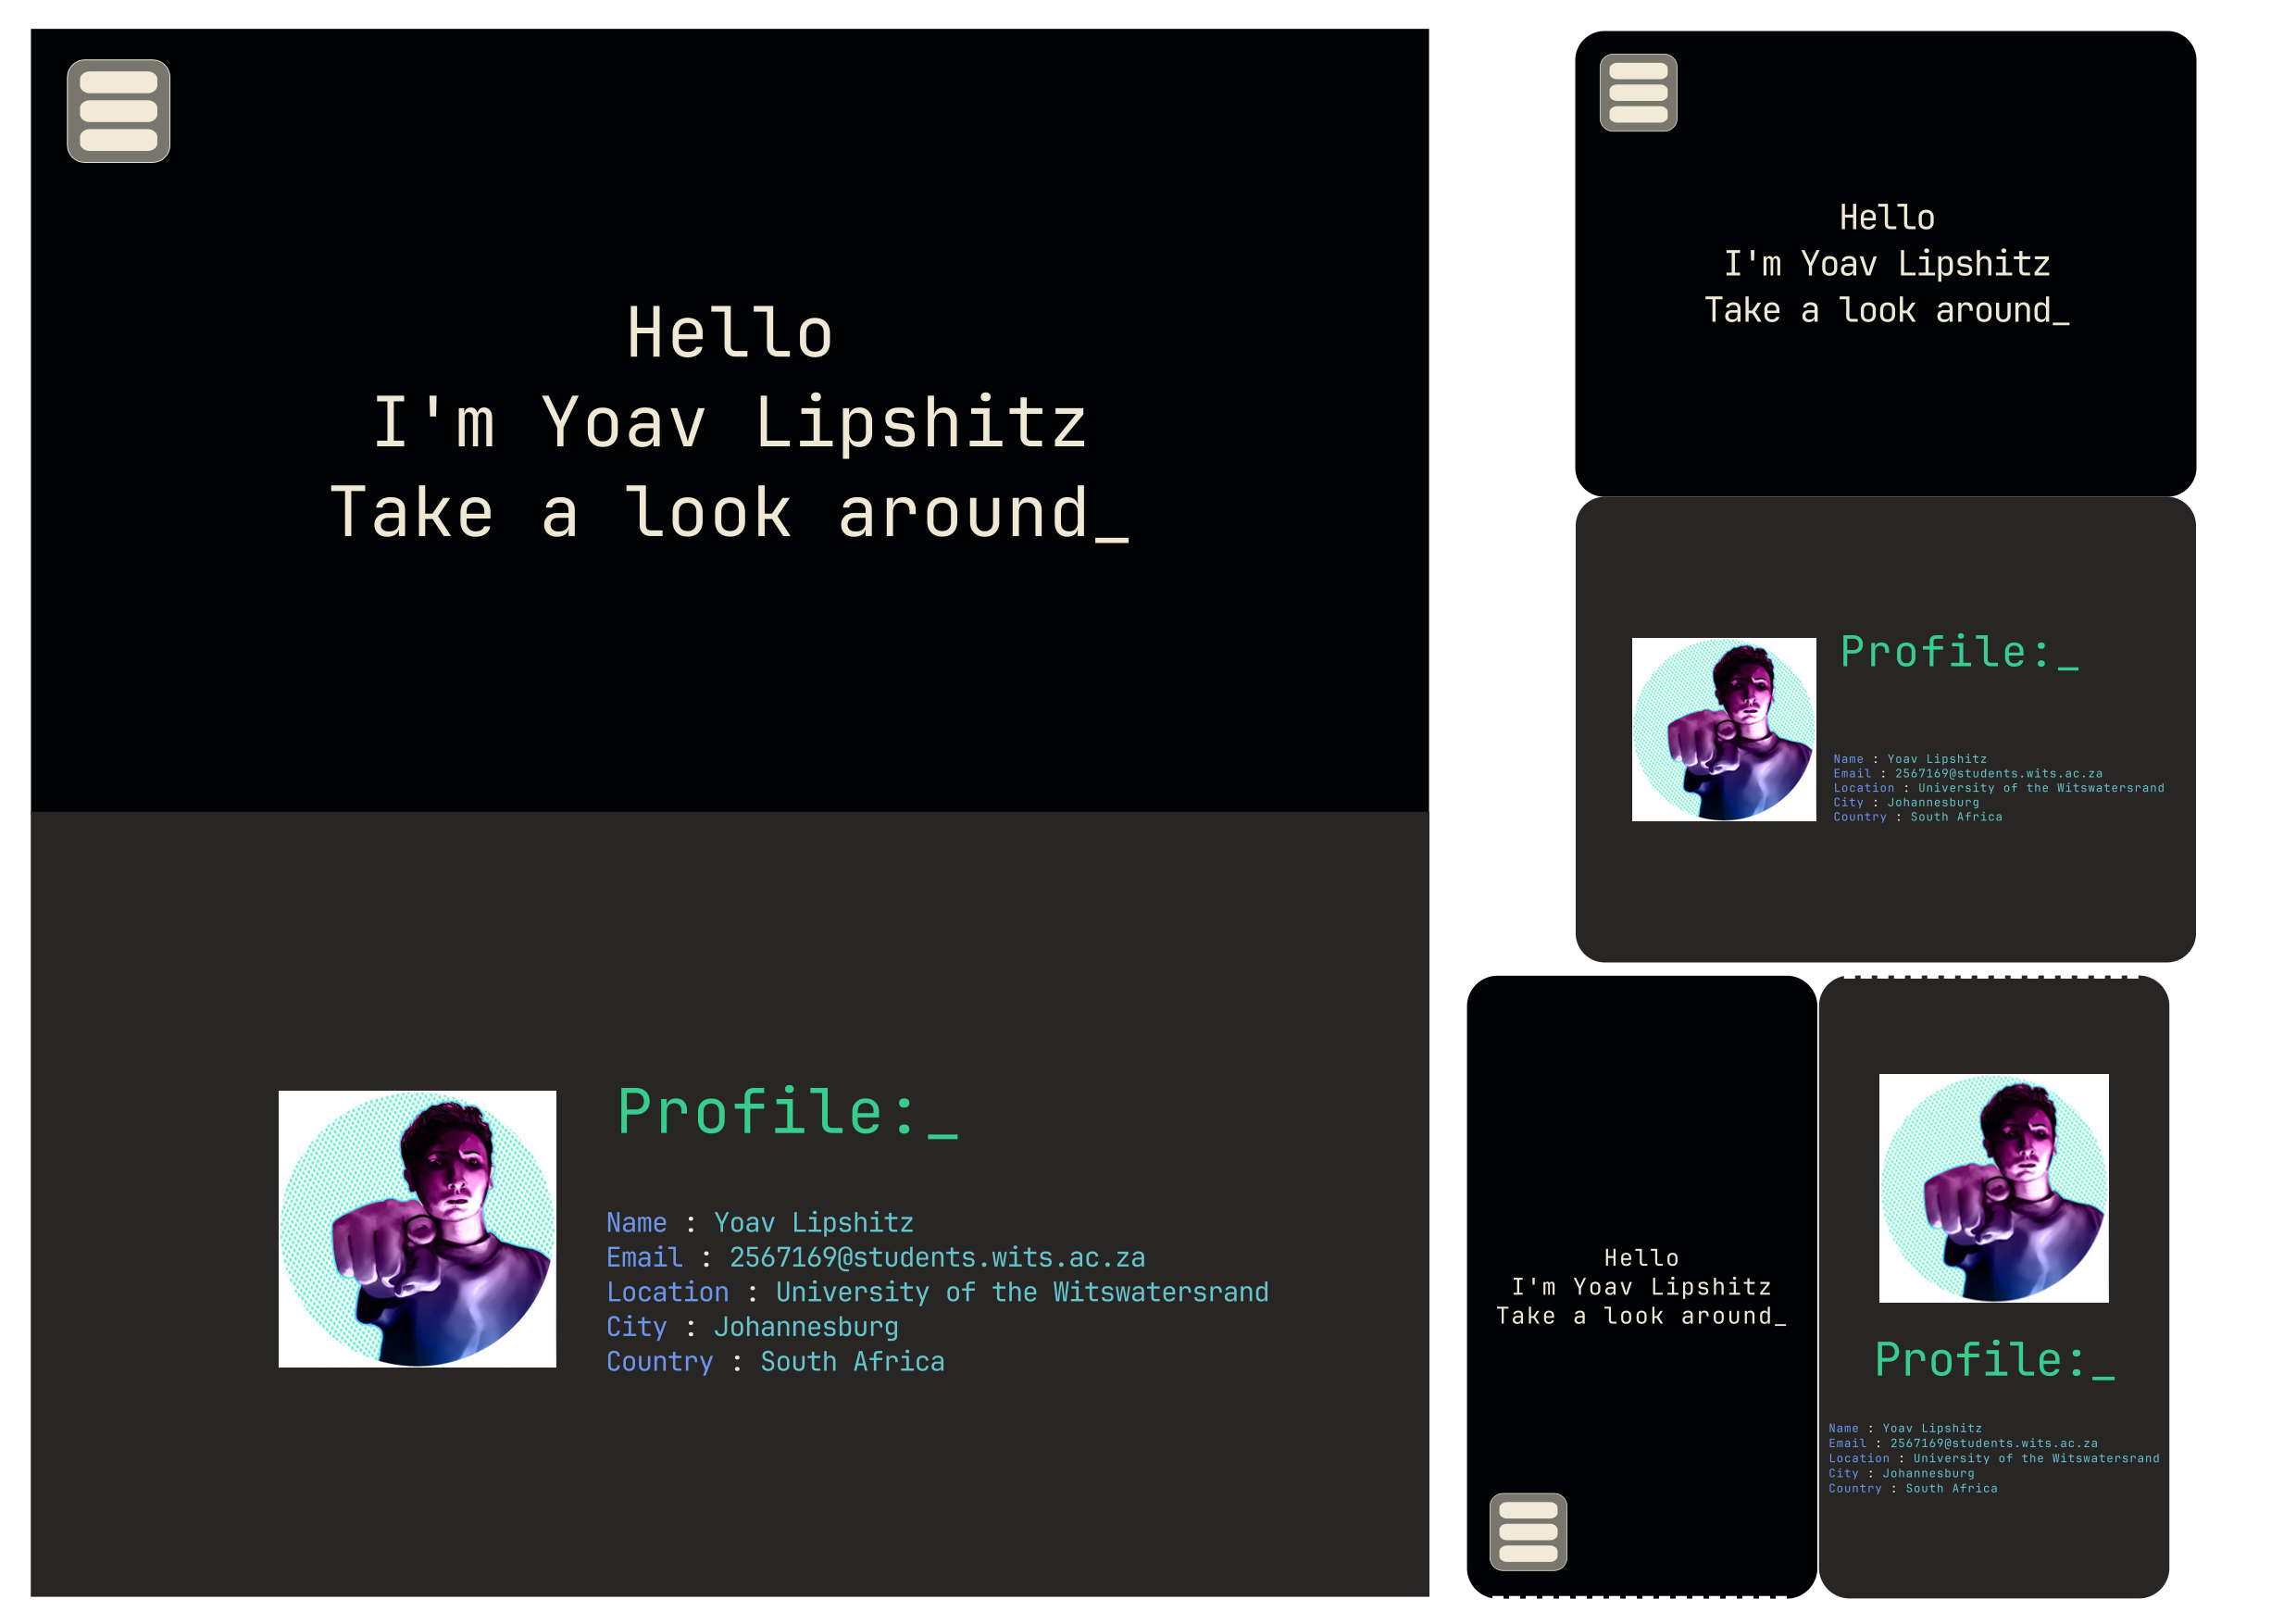 Hello
I'm Yoav Lipshitz
Take a look around_
Profile:_
Name : Yoav Lipshitz
Email : 2567169@students.wits.ac.za
Location : University of the Witswatersrand
City : Johannesburg
Country : South Africa
Hello
I'm Yoav Lipshitz
Take a look around_
Profile:_
Name : Yoav Lipshitz
Email : 2567169@students.wits.ac.za
Location : University of the Witswatersrand
City : Johannesburg
Country : South Africa
Hello
I'm Yoav Lipshitz
Take a look around_
Profile:_
Name : Yoav Lipshitz
Email : 2567169@students.wits.ac.za
Location : University of the Witswatersrand
City : Johannesburg
Country : South Africa